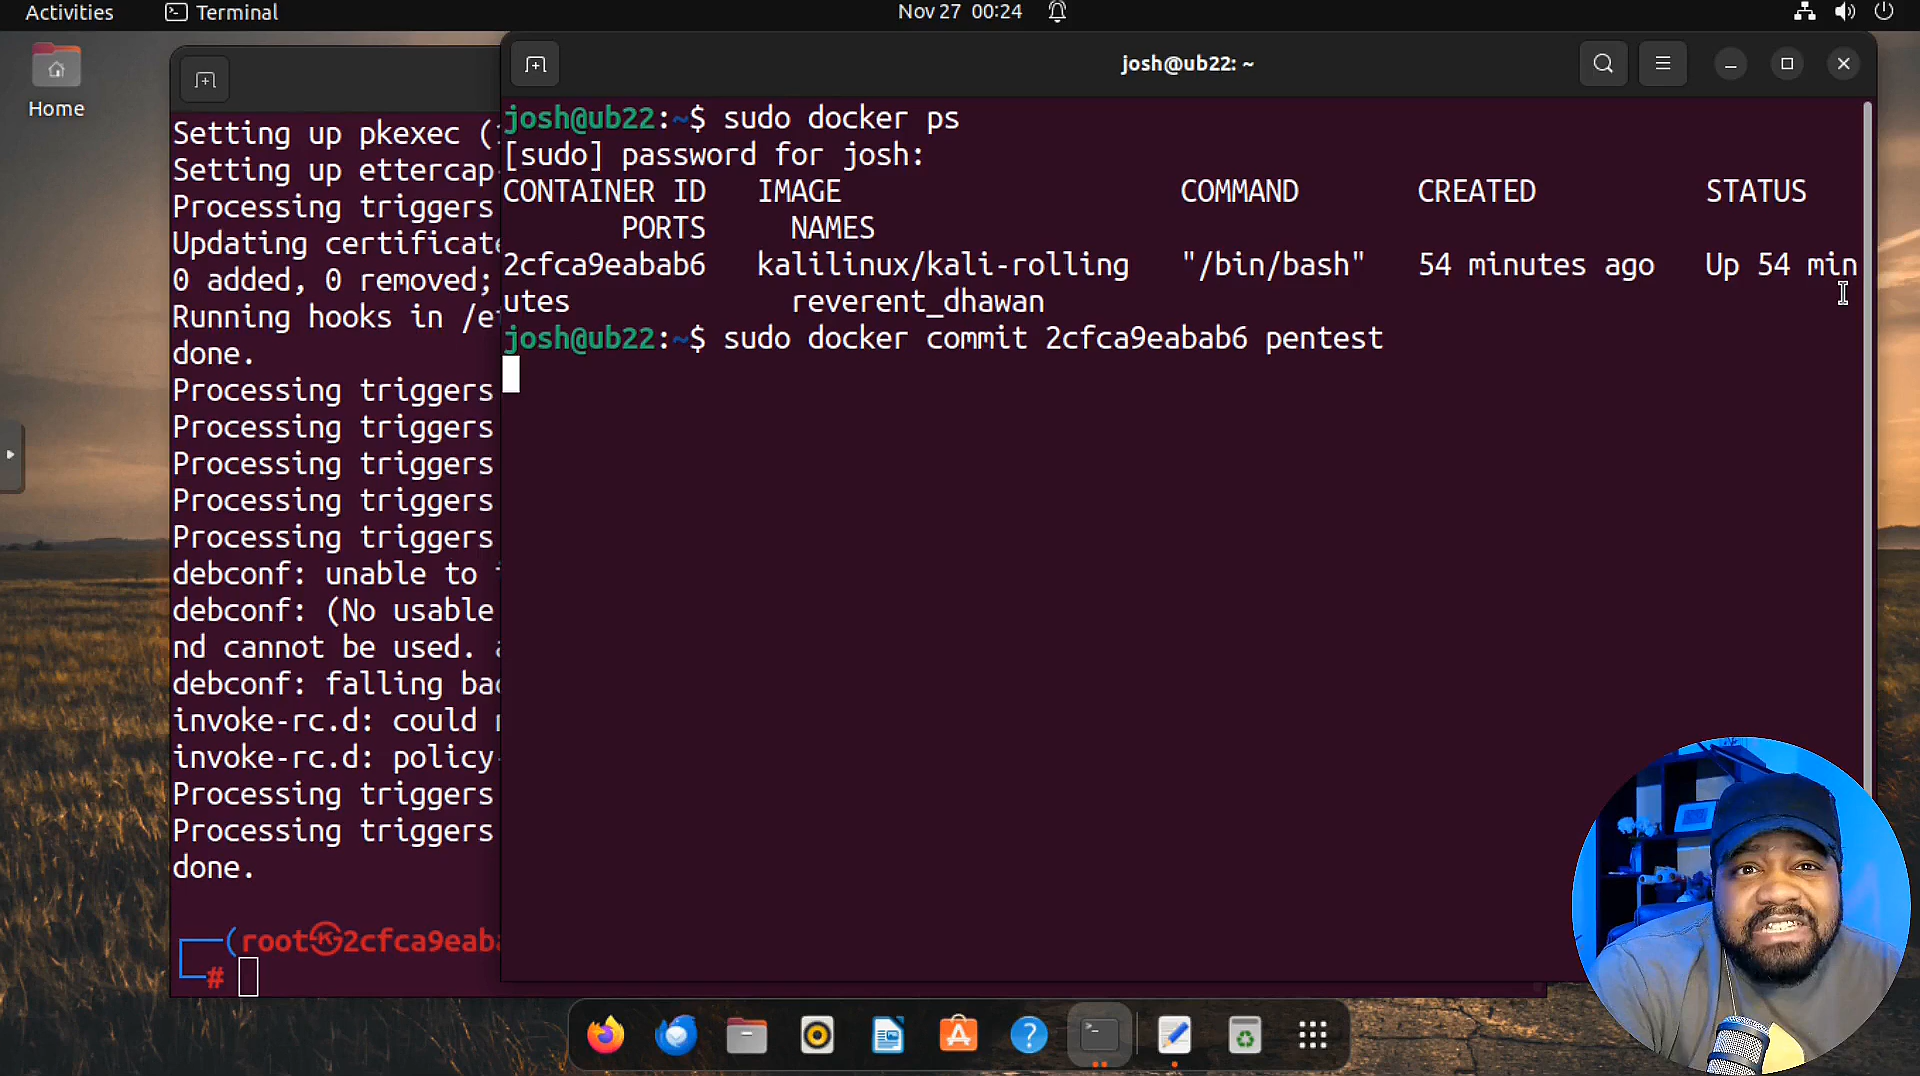 Activities Terminal Nov 27 00:24
Home
josh@ub22: ~
Setting up pkexec (
Setting up ettercap
Processing triggers
Updating certificate
0 added, 0 removed;
Running hooks in /e
done.
Processing triggers
Processing triggers
Processing triggers
Processing triggers
Processing triggers
debconf: unable to
debconf: (No usable
nd cannot be used.
debconf: falling bac
invoke-rc.d: could
invoke-rc.d: policy-
Processing triggers
Processing triggers
done.
(root㉿2cfca9eaba
#
josh@ub22:~$ sudo docker ps
[sudo] password for josh:
CONTAINER ID IMAGE COMMAND CREATED STATUS
PORTS NAMES
2cfca9eabab6 kalilinux/kali-rolling "/bin/bash" 54 minutes ago Up 54 min
utes reverent_dhawan
josh@ub22:~$ sudo docker commit 2cfca9eabab6 pentest